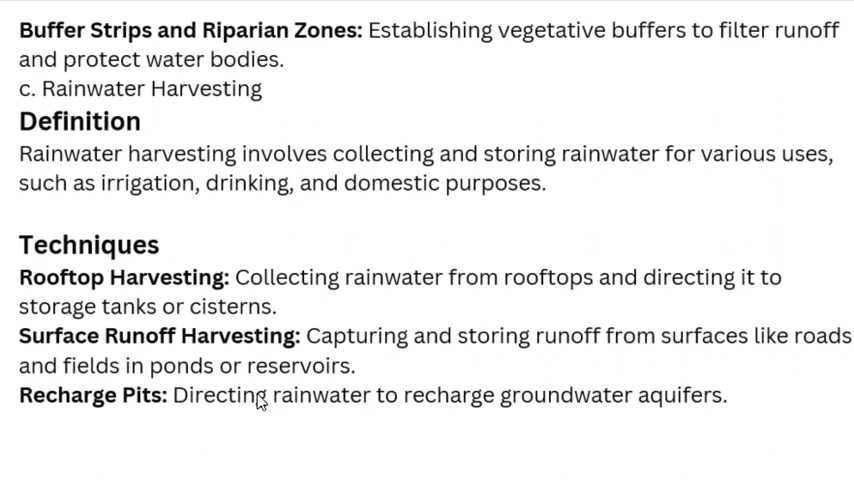 Buffer Strips and Riparian Zones: Establishing vegetative buffers to filter runoff
and protect water bodies.
c. Rainwater Harvesting
Definition
Rainwater harvesting involves collecting and storing rainwater for various uses,
such as irrigation, drinking, and domestic purposes.
Techniques
Rooftop Harvesting: Collecting rainwater from rooftops and directing it to
storage tanks or cisterns.
Surface Runoff Harvesting: Capturing and storing runoff from surfaces like roads
and fields in ponds or reservoirs.
Recharge Pits: Directing rainwater to recharge groundwater aquifers.